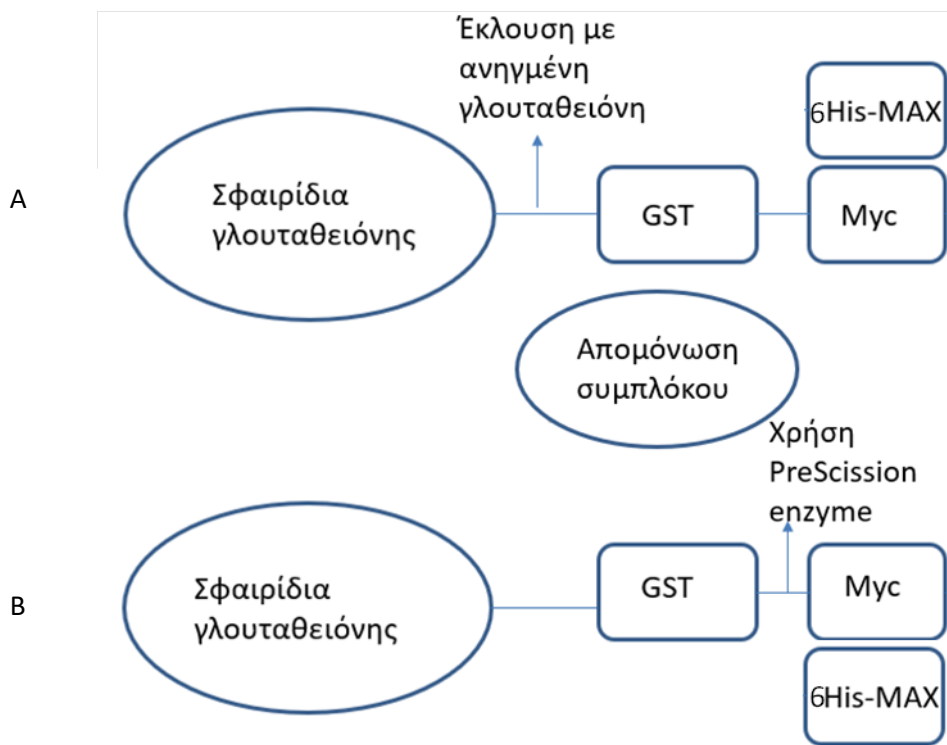 Έκλουση με
ανηγμένη
γλουταθειόνη
6His-MAX
A
Σφαιρίδια
γλουταθειόνης
GST
Myc
Απομόνωση
συμπλόκου
Χρήση
PreScission
enzyme
B
Σφαιρίδια
γλουταθειόνης
GST
Myc
6His-MAX